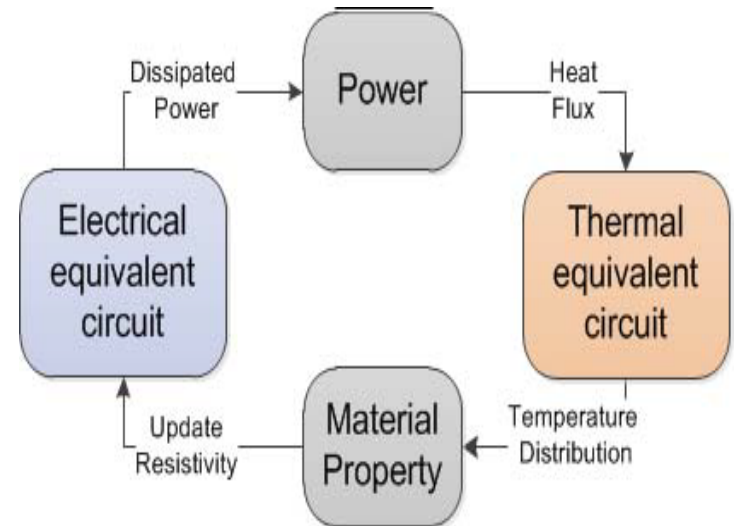 Dissipated
Power
Power
Heat
Flux
Electrical
equivalent
circuit
Thermal
equivalent
circuit
Update
Resistivity
Material
Property
Temperature
Distribution